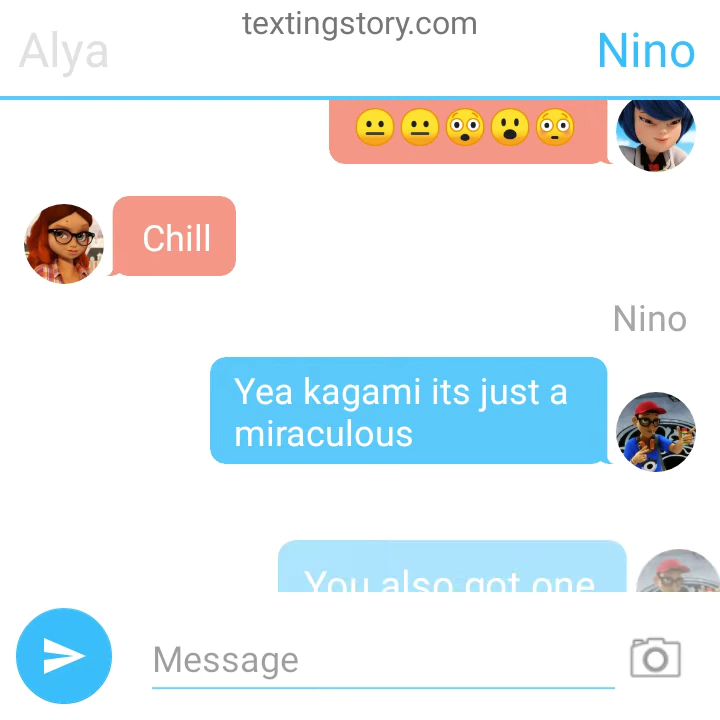 textingstory.com
Alya
Nino
😐😐😳😮😳
Chill
Nino
Yea kagami its just a
miraculous
You also got one
Message